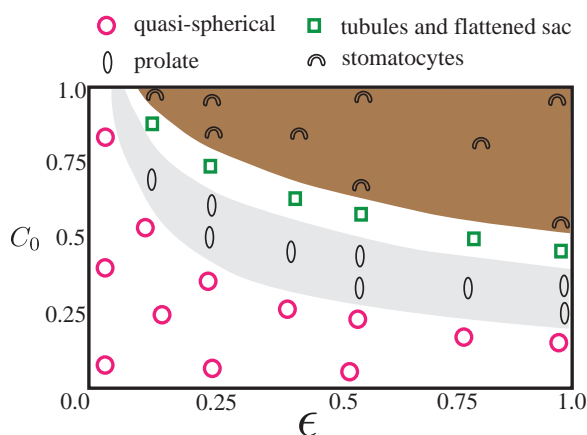 quasi-spherical
tubules and flattened sac
prolate
stomatocytes
1.0
0.75
C₀
0.5
0.25
0.0
0.25
0.5
0.75
1.0
ϵ